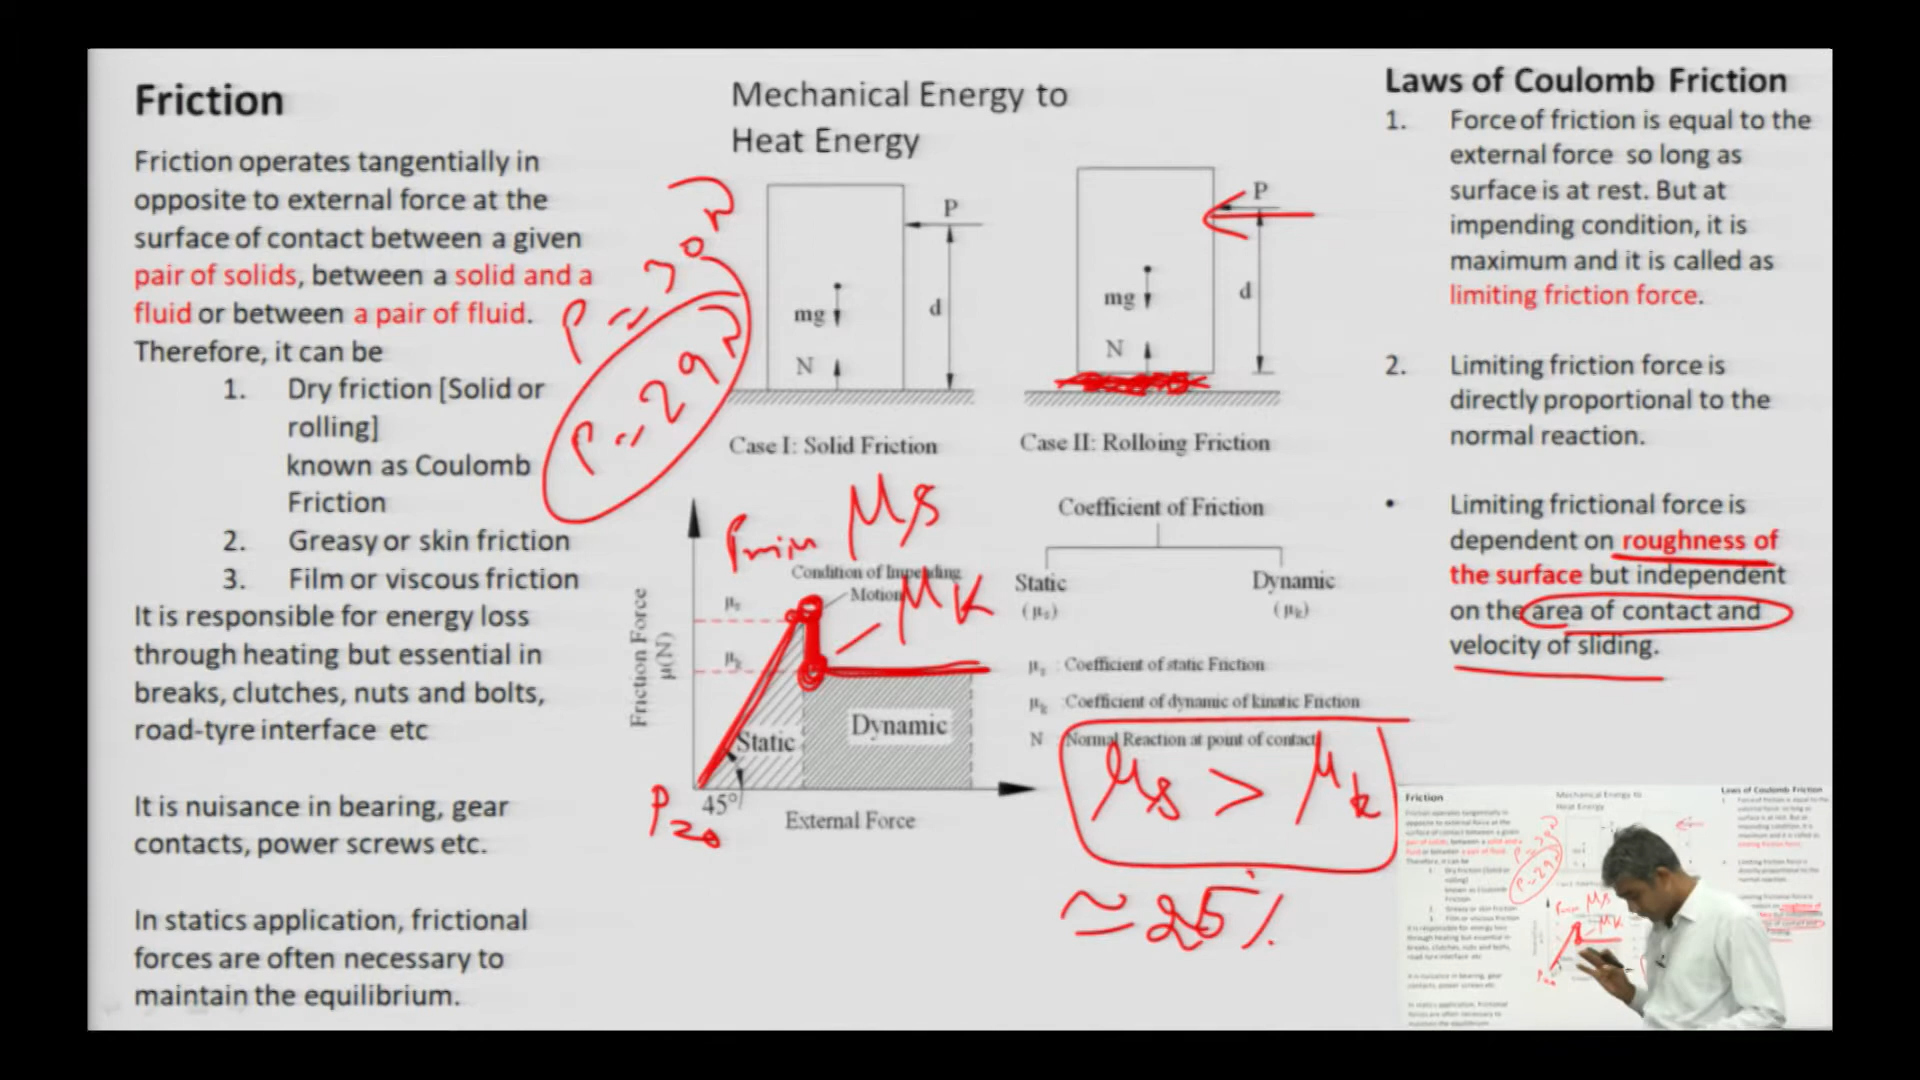 Friction
Friction operates tangentially in
opposite to external force at the
surface of contact between a given
pair of solids, between a solid and a
fluid or between a pair of fluid.
Therefore, it can be
1. Dry friction [Solid or
rolling]
known as Coulomb
Friction
2. Greasy or skin friction
3. Film or viscous friction
It is responsible for energy loss
through heating but essential in
breaks, clutches, nuts and bolts,
road-tyre interface etc
It is nuisance in bearing, gear
contacts, power screws etc.
In statics application, frictional
forces are often necessary to
maintain the equilibrium.
Mechanical Energy to
Heat Energy
P
mg
d
N
Case I: Solid Friction
P
mg
d
N
Case II: Rolloing Friction
P = 30 N
P = 29 N
Pmin μs
Condition of Impending
Motion
μk
μs
μk
Friction Force
μ(N)
Static
Dynamic
45°
P=0
External Force
Coefficient of Friction
Static
(μs)
Dynamic
(μk)
μs : Coefficient of static Friction
μk :Coefficient of dynamic of kinatic Friction
N :Normal Reaction at point of contact
μs > μk
≈ 25%
Laws of Coulomb Friction
1. Force of friction is equal to the
external force so long as
surface is at rest. But at
impending condition, it is
maximum and it is called as
limiting friction force.
2. Limiting friction force is
directly proportional to the
normal reaction.
• Limiting frictional force is
dependent on roughness of
the surface but independent
on the area of contact and
velocity of sliding.